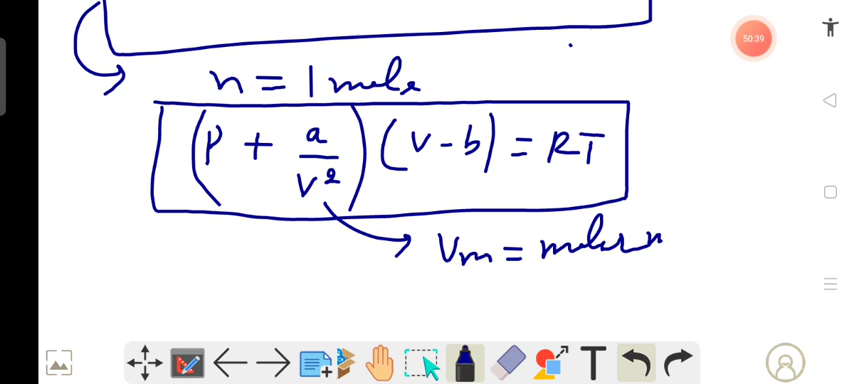 50:39
n = 1 mole
(P + a/V²) (V - b) = RT
Vm = molar
T